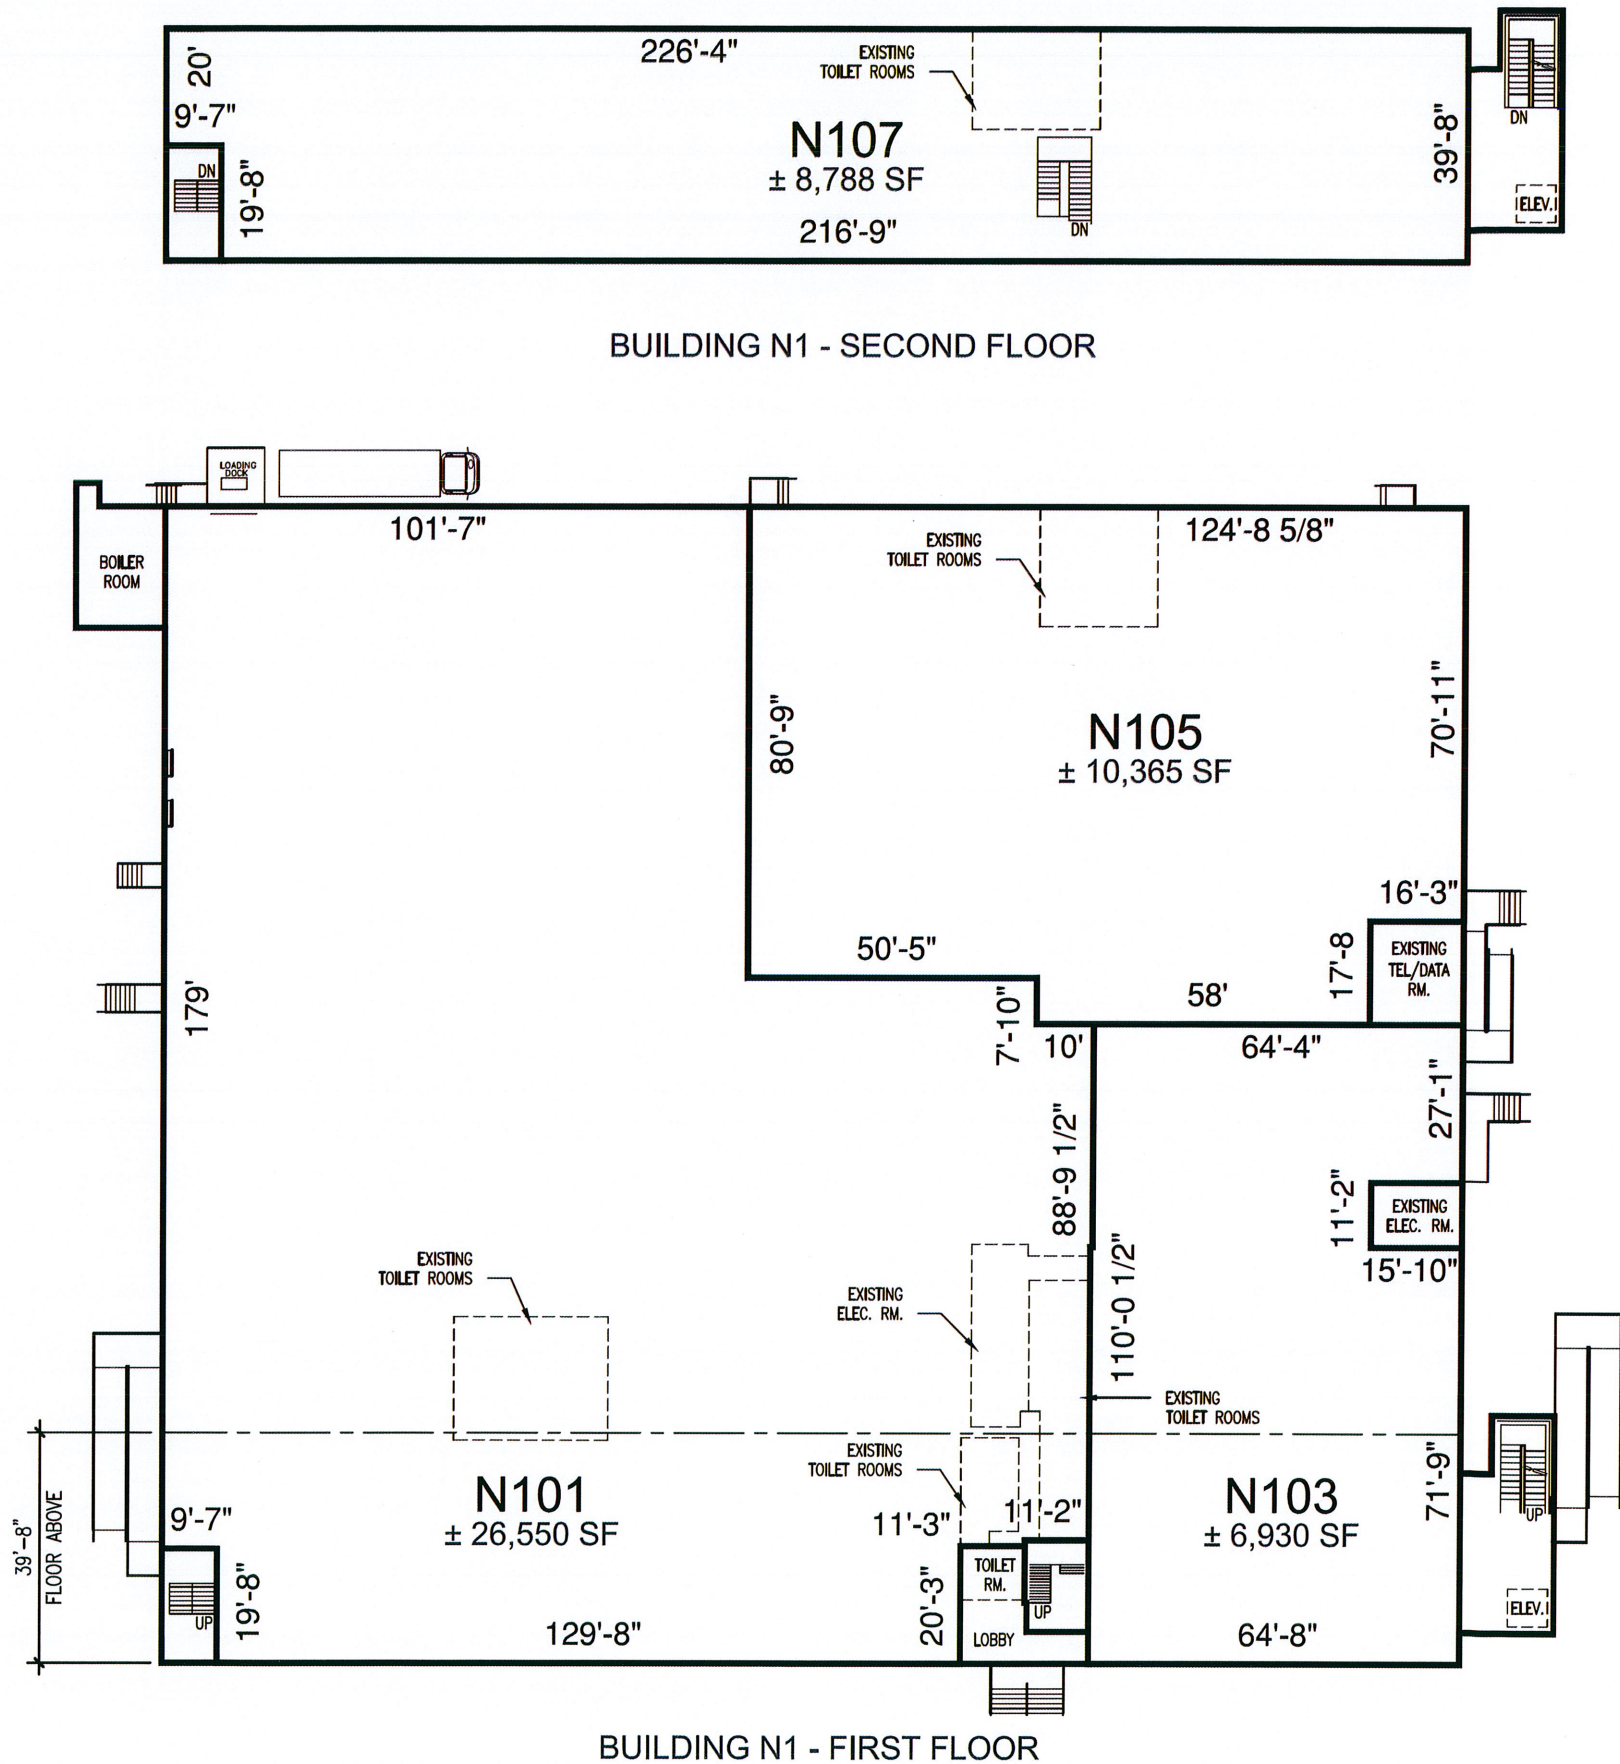 226'-4"
20'
9'-7"
EXISTING
TOILET ROOMS
DN
39'-8"
N107
± 8,788 SF
DN
19'-8"
ELEV.
216'-9"
DN
BUILDING N1 - SECOND FLOOR
LOADING
DOCK
101'-7"
124'-8 5/8"
EXISTING
TOILET ROOMS
BOILER
ROOM
80'-9"
70'-11"
N105
± 10,365 SF
16'-3"
50'-5"
17'-8
EXISTING
TEL/DATA
RM.
179'
58'
7'-10"
10'
64'-4"
27'-1"
88'-9 1/2"
11'-2"
EXISTING
ELEC. RM.
15'-10"
EXISTING
TOILET ROOMS
EXISTING
ELEC. RM.
110'-0 1/2"
EXISTING
TOILET ROOMS
EXISTING
TOILET ROOMS
N101
± 26,550 SF
N103
± 6,930 SF
71'-9"
9'-7"
11'-3"
11'-2"
UP
39'-8"
FLOOR ABOVE
19'-8"
UP
TOILET
RM.
20'-3"
UP
LOBBY
ELEV.
129'-8"
64'-8"
BUILDING N1 - FIRST FLOOR